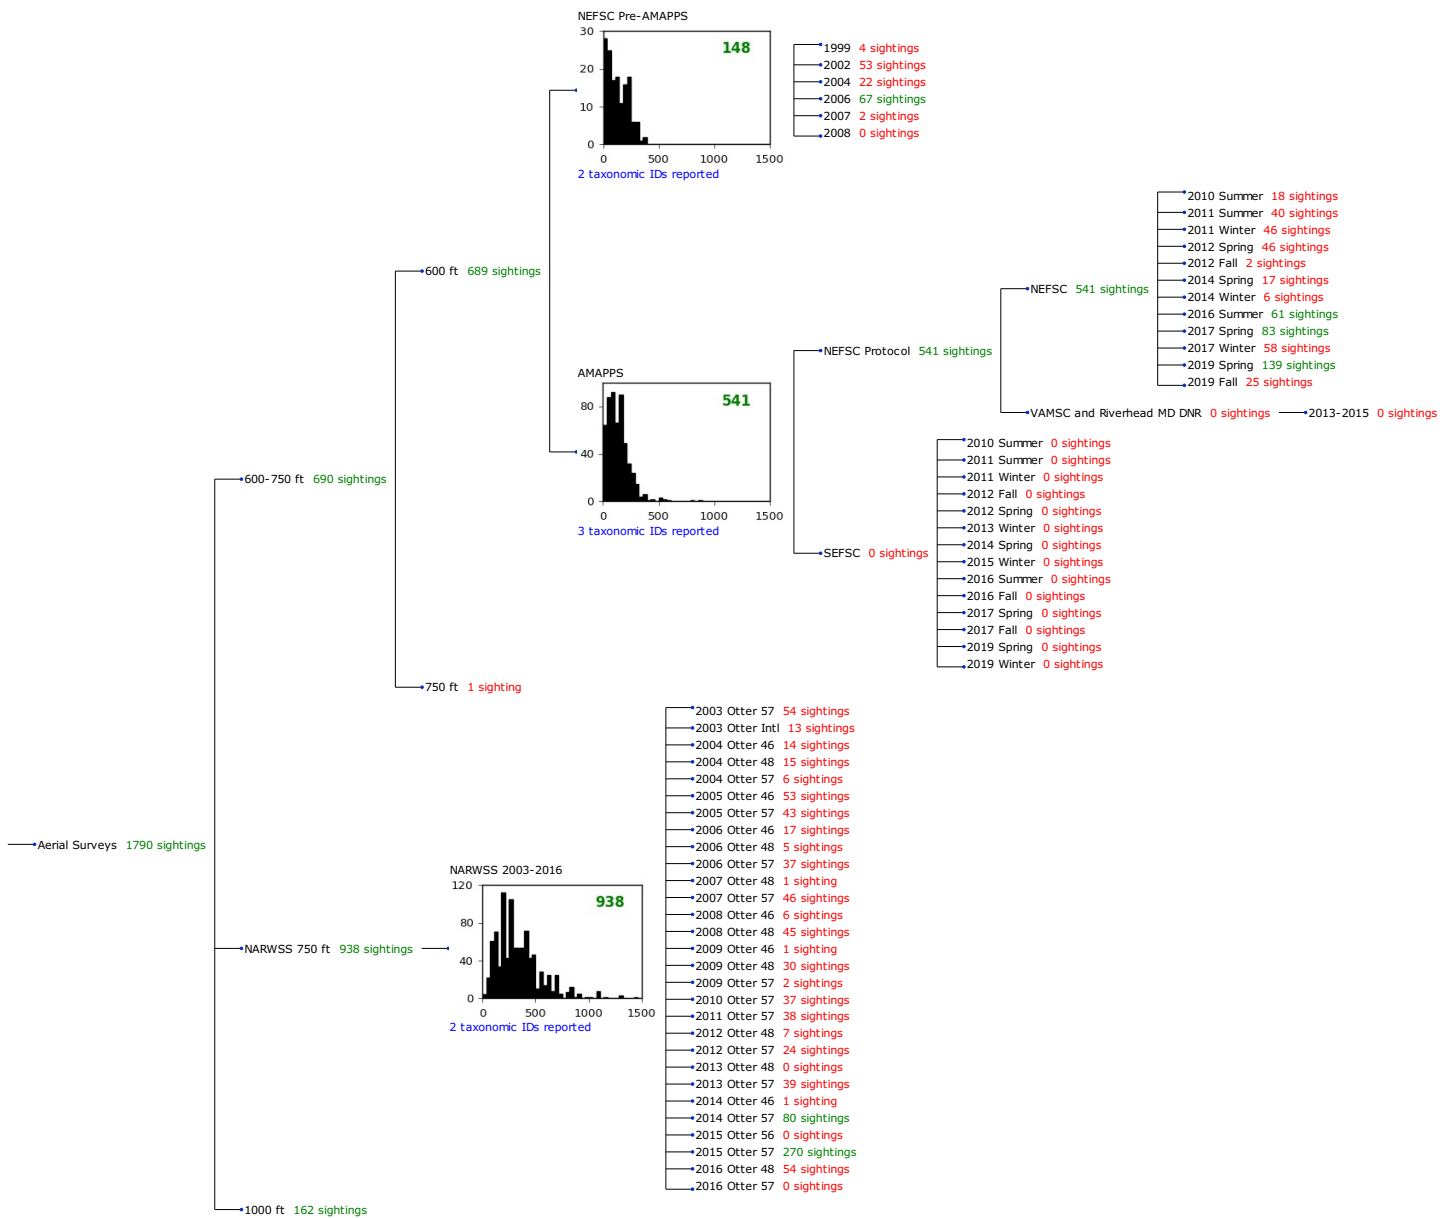 NEFSC Pre-AMAPPS
30
20
10
0
148
0 500 1000 1500
2 taxonomic IDs reported
1999 4 sightings
2002 53 sightings
2004 22 sightings
2006 67 sightings
2007 2 sightings
2008 0 sightings
2010 Summer 18 sightings
2011 Summer 40 sightings
2011 Winter 46 sightings
2012 Spring 46 sightings
2012 Fall 2 sightings
2014 Spring 17 sightings
2014 Winter 6 sightings
2016 Summer 61 sightings
2017 Spring 83 sightings
2017 Winter 58 sightings
2019 Spring 139 sightings
2019 Fall 25 sightings
600 ft 689 sightings
NEFSC 541 sightings
NEFSC Protocol 541 sightings
AMAPPS
80
40
0
541
0 500 1000 1500
3 taxonomic IDs reported
VAMSC and Riverhead MD DNR 0 sightings
2013-2015 0 sightings
2010 Summer 0 sightings
2011 Summer 0 sightings
2011 Winter 0 sightings
2012 Fall 0 sightings
2012 Spring 0 sightings
2013 Winter 0 sightings
2014 Spring 0 sightings
2015 Winter 0 sightings
2016 Summer 0 sightings
2016 Fall 0 sightings
2017 Spring 0 sightings
2017 Fall 0 sightings
2019 Spring 0 sightings
2019 Winter 0 sightings
SEFSC 0 sightings
600-750 ft 690 sightings
750 ft 1 sighting
2003 Otter 57 54 sightings
2003 Otter Intl 13 sightings
2004 Otter 46 14 sightings
2004 Otter 48 15 sightings
2004 Otter 57 6 sightings
2005 Otter 46 53 sightings
2005 Otter 57 43 sightings
2006 Otter 46 17 sightings
2006 Otter 48 5 sightings
2006 Otter 57 37 sightings
2007 Otter 48 1 sighting
2007 Otter 57 46 sightings
2008 Otter 46 6 sightings
2008 Otter 48 45 sightings
2009 Otter 46 1 sighting
2009 Otter 48 30 sightings
2009 Otter 57 2 sightings
2010 Otter 57 37 sightings
2011 Otter 57 38 sightings
2012 Otter 48 7 sightings
2012 Otter 57 24 sightings
2013 Otter 48 0 sightings
2013 Otter 57 39 sightings
2014 Otter 46 1 sighting
2014 Otter 57 80 sightings
2015 Otter 56 0 sightings
2015 Otter 57 270 sightings
2016 Otter 48 54 sightings
2016 Otter 57 0 sightings
Aerial Surveys 1790 sightings
NARWSS 2003-2016
120
80
40
0
938
0 500 1000 1500
2 taxonomic IDs reported
NARWSS 750 ft 938 sightings
1000 ft 162 sightings